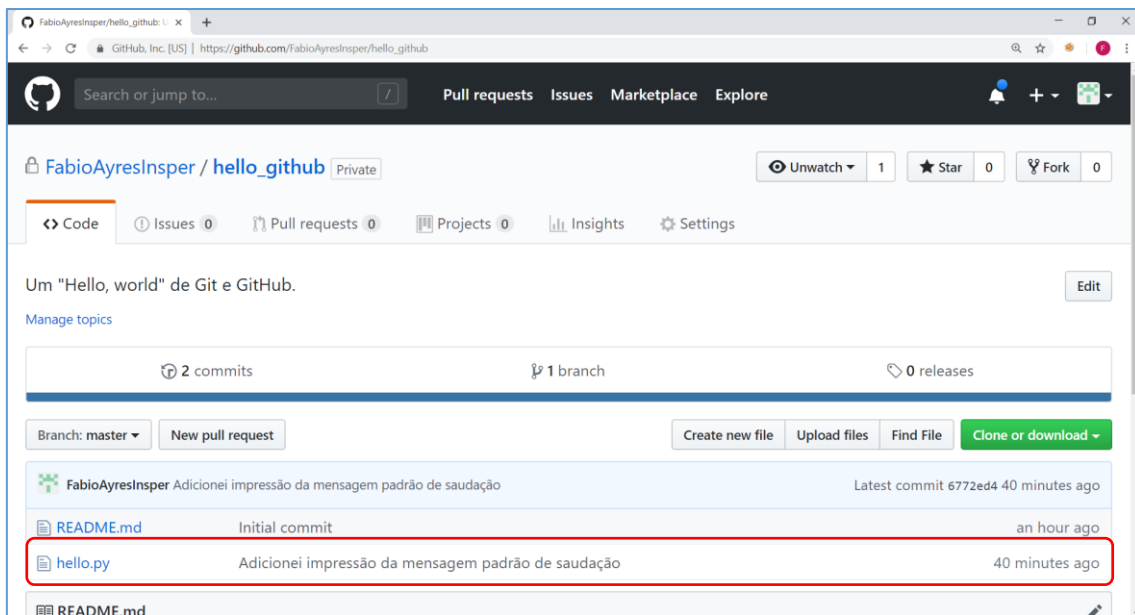 FabioAyresInsper/hello_github: U
GitHub, Inc. [US] | https://github.com/FabioAyresInsper/hello_github
Search or jump to... / Pull requests Issues Marketplace Explore
FabioAyresInsper / hello_github Private Unwatch 1 Star 0 Fork 0
Code Issues 0 Pull requests 0 Projects 0 Insights Settings
Um "Hello, world" de Git e GitHub. Edit
Manage topics
2 commits 1 branch 0 releases
Branch: master New pull request Create new file Upload files Find File Clone or download
FabioAyresInsper Adicionei impressão da mensagem padrão de saudação Latest commit 6772ed4 40 minutes ago
README.md Initial commit an hour ago
hello.py Adicionei impressão da mensagem padrão de saudação 40 minutes ago
README.md